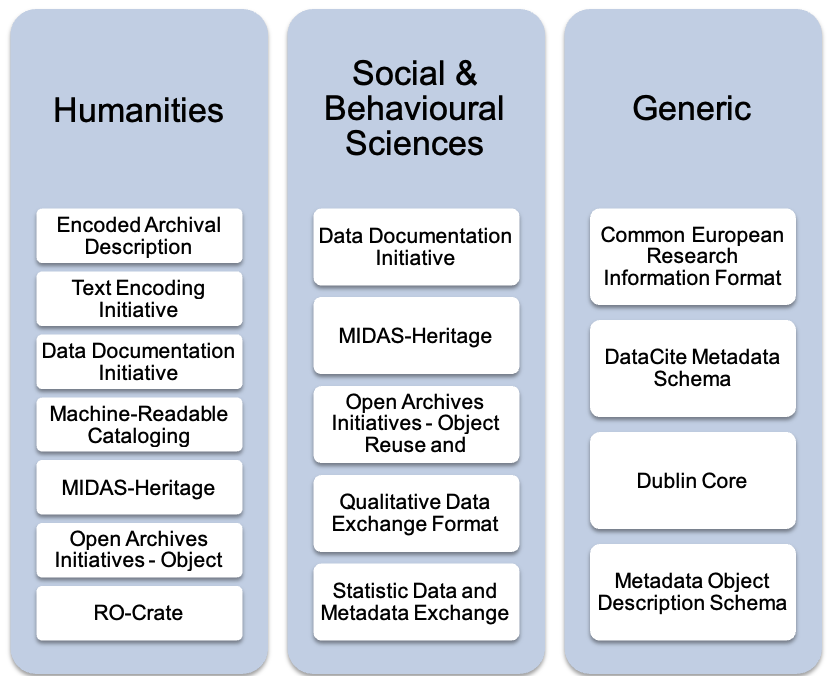 Humanities
Encoded Archival
Description
Text Encoding
Initiative
Data Documentation
Initiative
Machine-Readable
Cataloging
MIDAS-Heritage
Open Archives
Initiatives - Object
RO-Crate
Social &
Behavioural
Sciences
Data Documentation
Initiative
MIDAS-Heritage
Open Archives
Initiatives - Object
Reuse and
Qualitative Data
Exchange Format
Statistic Data and
Metadata Exchange
Generic
Common European
Research
Information Format
DataCite Metadata
Schema
Dublin Core
Metadata Object
Description Schema